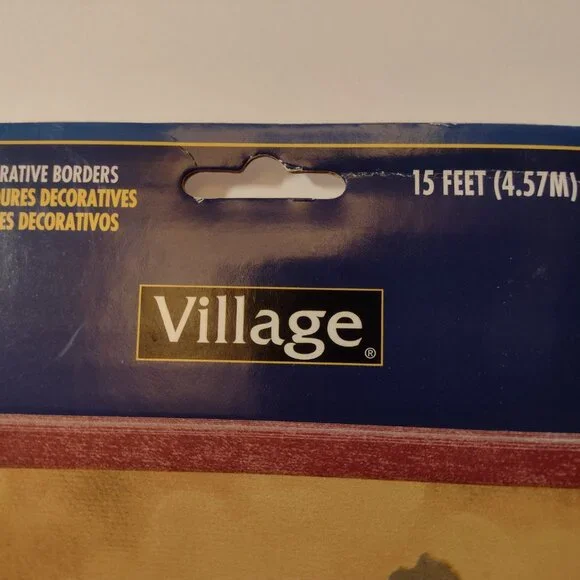 RATIVE BORDERS
URES DECORATIVES
ES DECORATIVOS
15 FEET (4.57M)
Village®